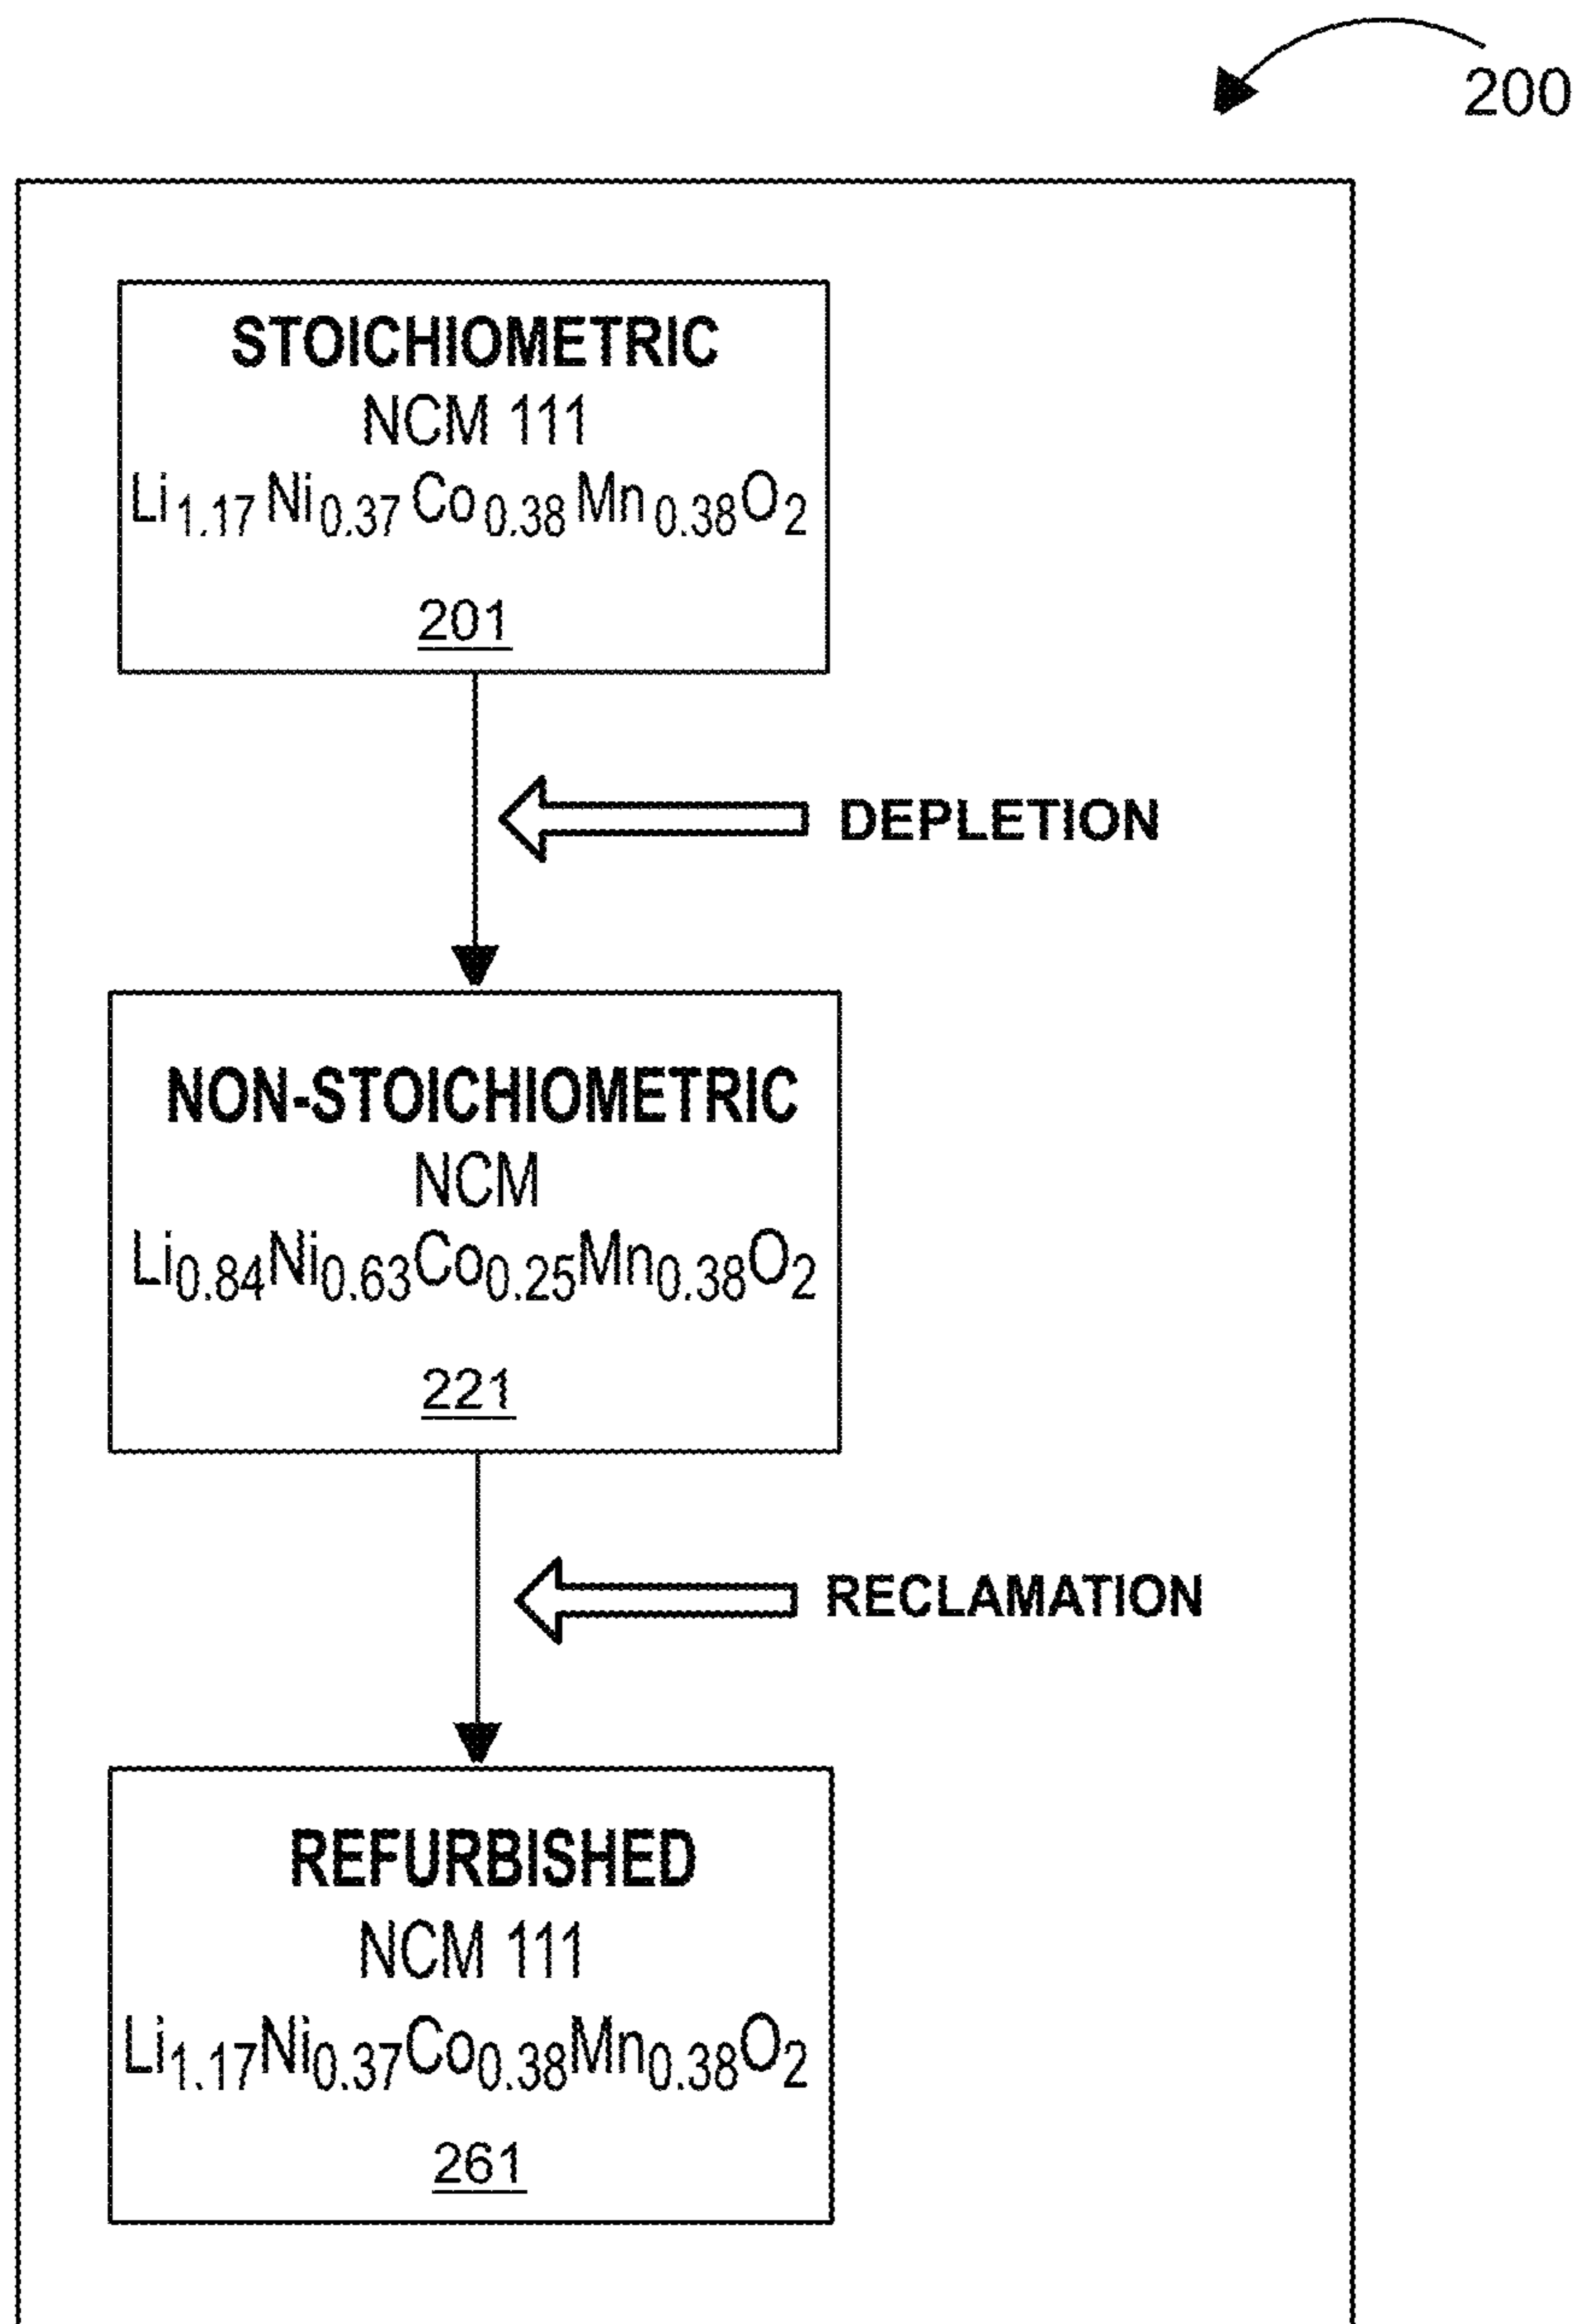 200
STOICHIOMETRIC
NCM 111
Li₁.₁₇Ni₀.₃₇Co₀.₃₈Mn₀.₃₈O₂
201
DEPLETION
NON-STOICHIOMETRIC
NCM
Li₀.₈₄Ni₀.₆₃Co₀.₂₅Mn₀.₃₈O₂
221
RECLAMATION
REFURBISHED
NCM 111
Li₁.₁₇Ni₀.₃₇Co₀.₃₈Mn₀.₃₈O₂
261